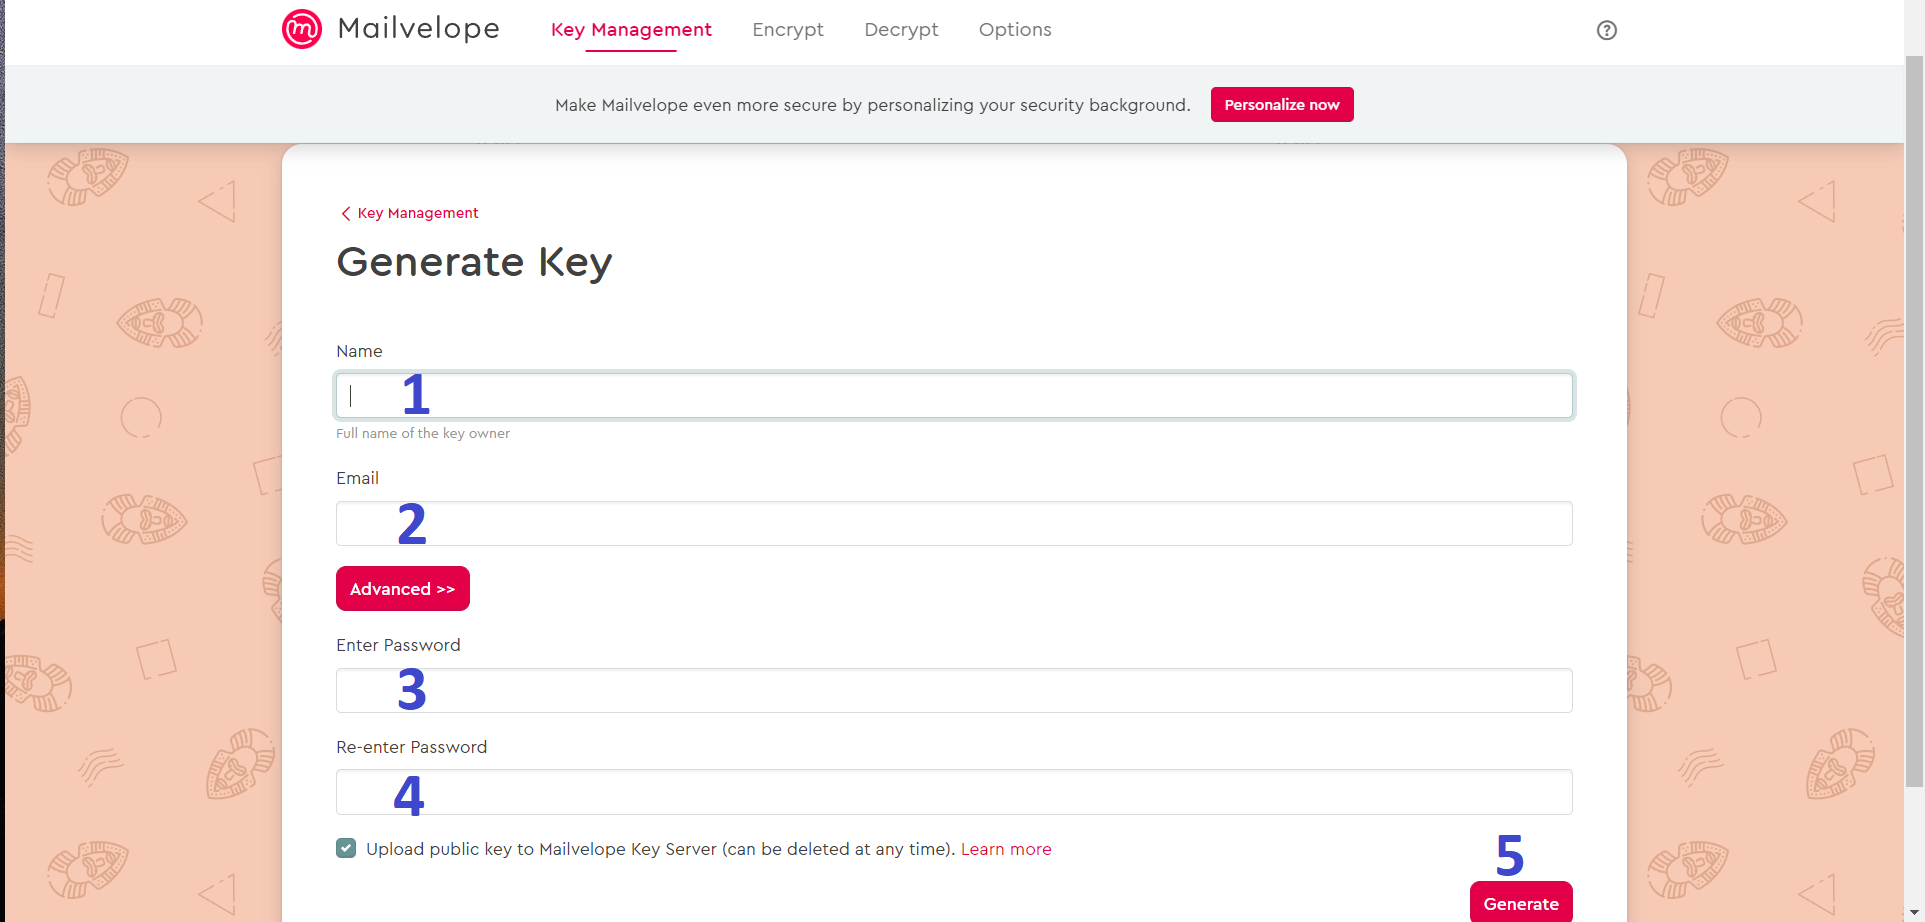 Mailvelope Key Management Encrypt Decrypt Options ?
Make Mailvelope even more secure by personalizing your security background. Personalize now
< Key Management
Generate Key
Name
1
Full name of the key owner
Email
2
Advanced >>
Enter Password
3
Re-enter Password
4
Upload public key to Mailvelope Key Server (can be deleted at any time). Learn more
5
Generate